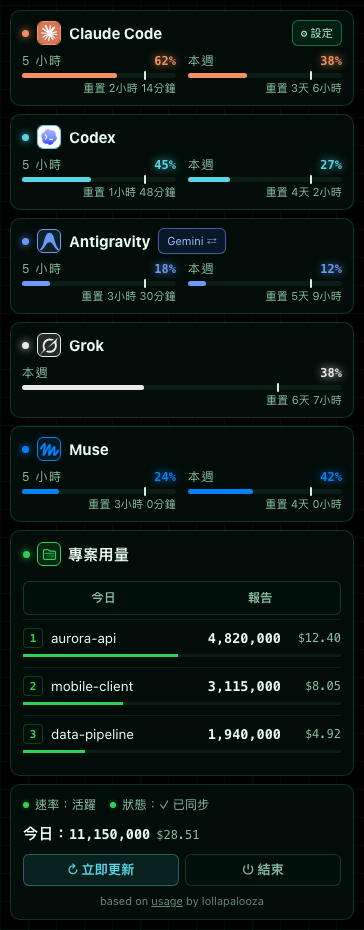 Claude Code
⚙ 設定
5 小時 62% 本週 38%
重置 2小時 14分鐘 重置 3天 6小時
Codex
5 小時 45% 本週 27%
重置 1小時 48分鐘 重置 4天 2小時
Antigravity Gemini ⇄
5 小時 18% 本週 12%
重置 3小時 30分鐘 重置 5天 9小時
Grok
本週 38%
重置 6天 7小時
Muse
5 小時 24% 本週 42%
重置 3小時 0分鐘 重置 4天 0小時
專案用量
今日 報告
1 aurora-api 4,820,000 $12.40
2 mobile-client 3,115,000 $8.05
3 data-pipeline 1,940,000 $4.92
速率：活躍 狀態：✓ 已同步
今日：11,150,000 $28.51
↻ 立即更新 ⏻ 結束
based on usage by lollapalooza